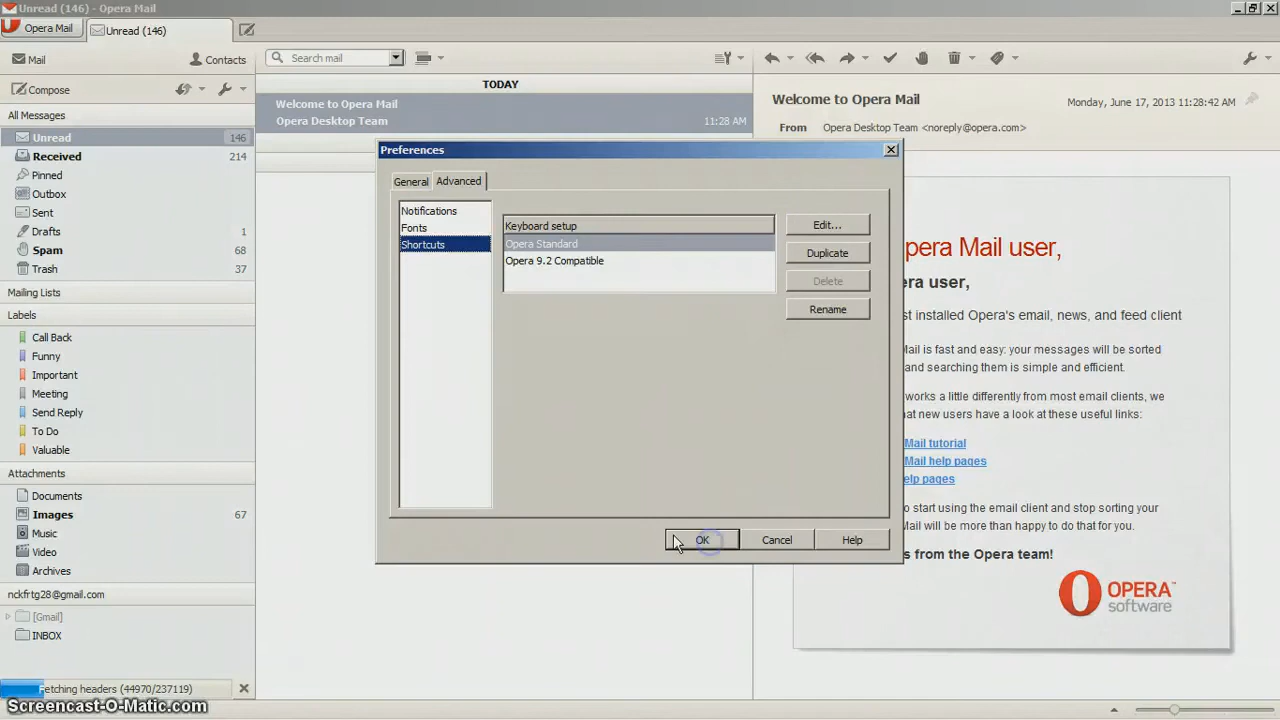 Unread (146) - Opera Mail
Opera Mail
Unread (146)
Mail
Contacts
Search mail
Compose
TODAY
Welcome to Opera Mail
Opera Desktop Team
11:28 AM
Welcome to Opera Mail
Monday, June 17, 2013 11:28:42 AM
From Opera Desktop Team <noreply@opera.com>
All Messages
Unread 146
Received 214
Pinned
Outbox
Sent
Drafts 1
Spam 40
Trash 37
Mailing Lists
Labels
Call Back
Funny
Important
Meeting
Send Reply
To Do
Valuable
Attachments
Documents
Images 67
Music
Video
Archives
nckfrtg28@gmail.com
[Gmail]
INBOX
Fetching headers (44970/237119)
Preferences
General
Advanced
Notifications
Fonts
Shortcuts
Keyboard setup
Opera Standard
Opera 9.2 Compatible
Edit...
Duplicate
Delete
Rename
OK
Cancel
Help
pera Mail user,
era user,
st installed Opera's email, news, and feed client
Mail is fast and easy: your messages will be sorted
and searching them is simple and efficient.
works a little differently from most email clients, we
hat new users have a look at these useful links:
Mail tutorial
Mail help pages
elp pages
o start using the email client and stop sorting your
Mail will be more than happy to do that for you.
s from the Opera team!
OPERA™
software
Screencast-O-Matic.com